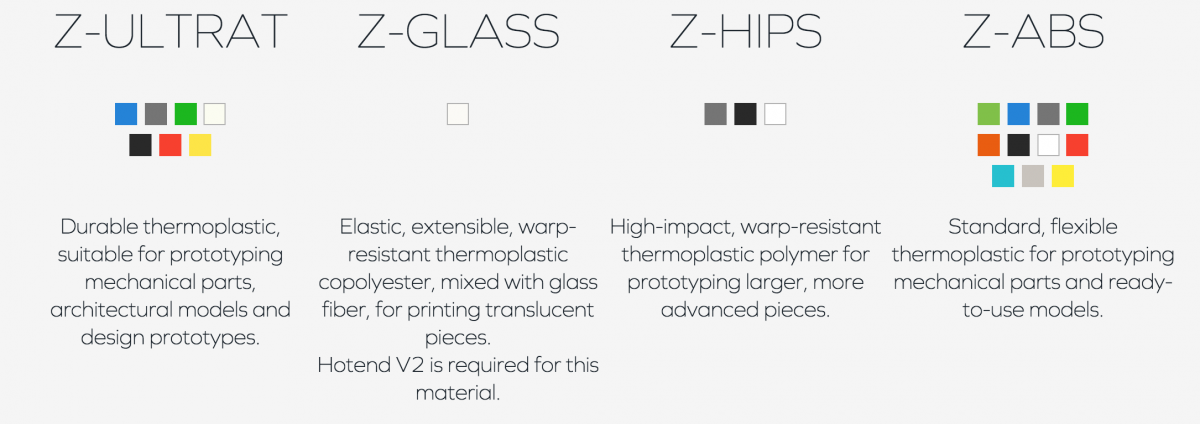 Z-ULTRAT
Durable thermoplastic,
suitable for prototyping
mechanical parts,
architectural models and
design prototypes.
Z-GLASS
Elastic, extensible, warp-
resistant thermoplastic
copolyester, mixed with glass
fiber, for printing translucent
pieces.
Hotend V2 is required for this
material.
Z-HIPS
High-impact, warp-resistant
thermoplastic polymer for
prototyping larger, more
advanced pieces.
Z-ABS
Standard, flexible
thermoplastic for prototyping
mechanical parts and ready-
to-use models.